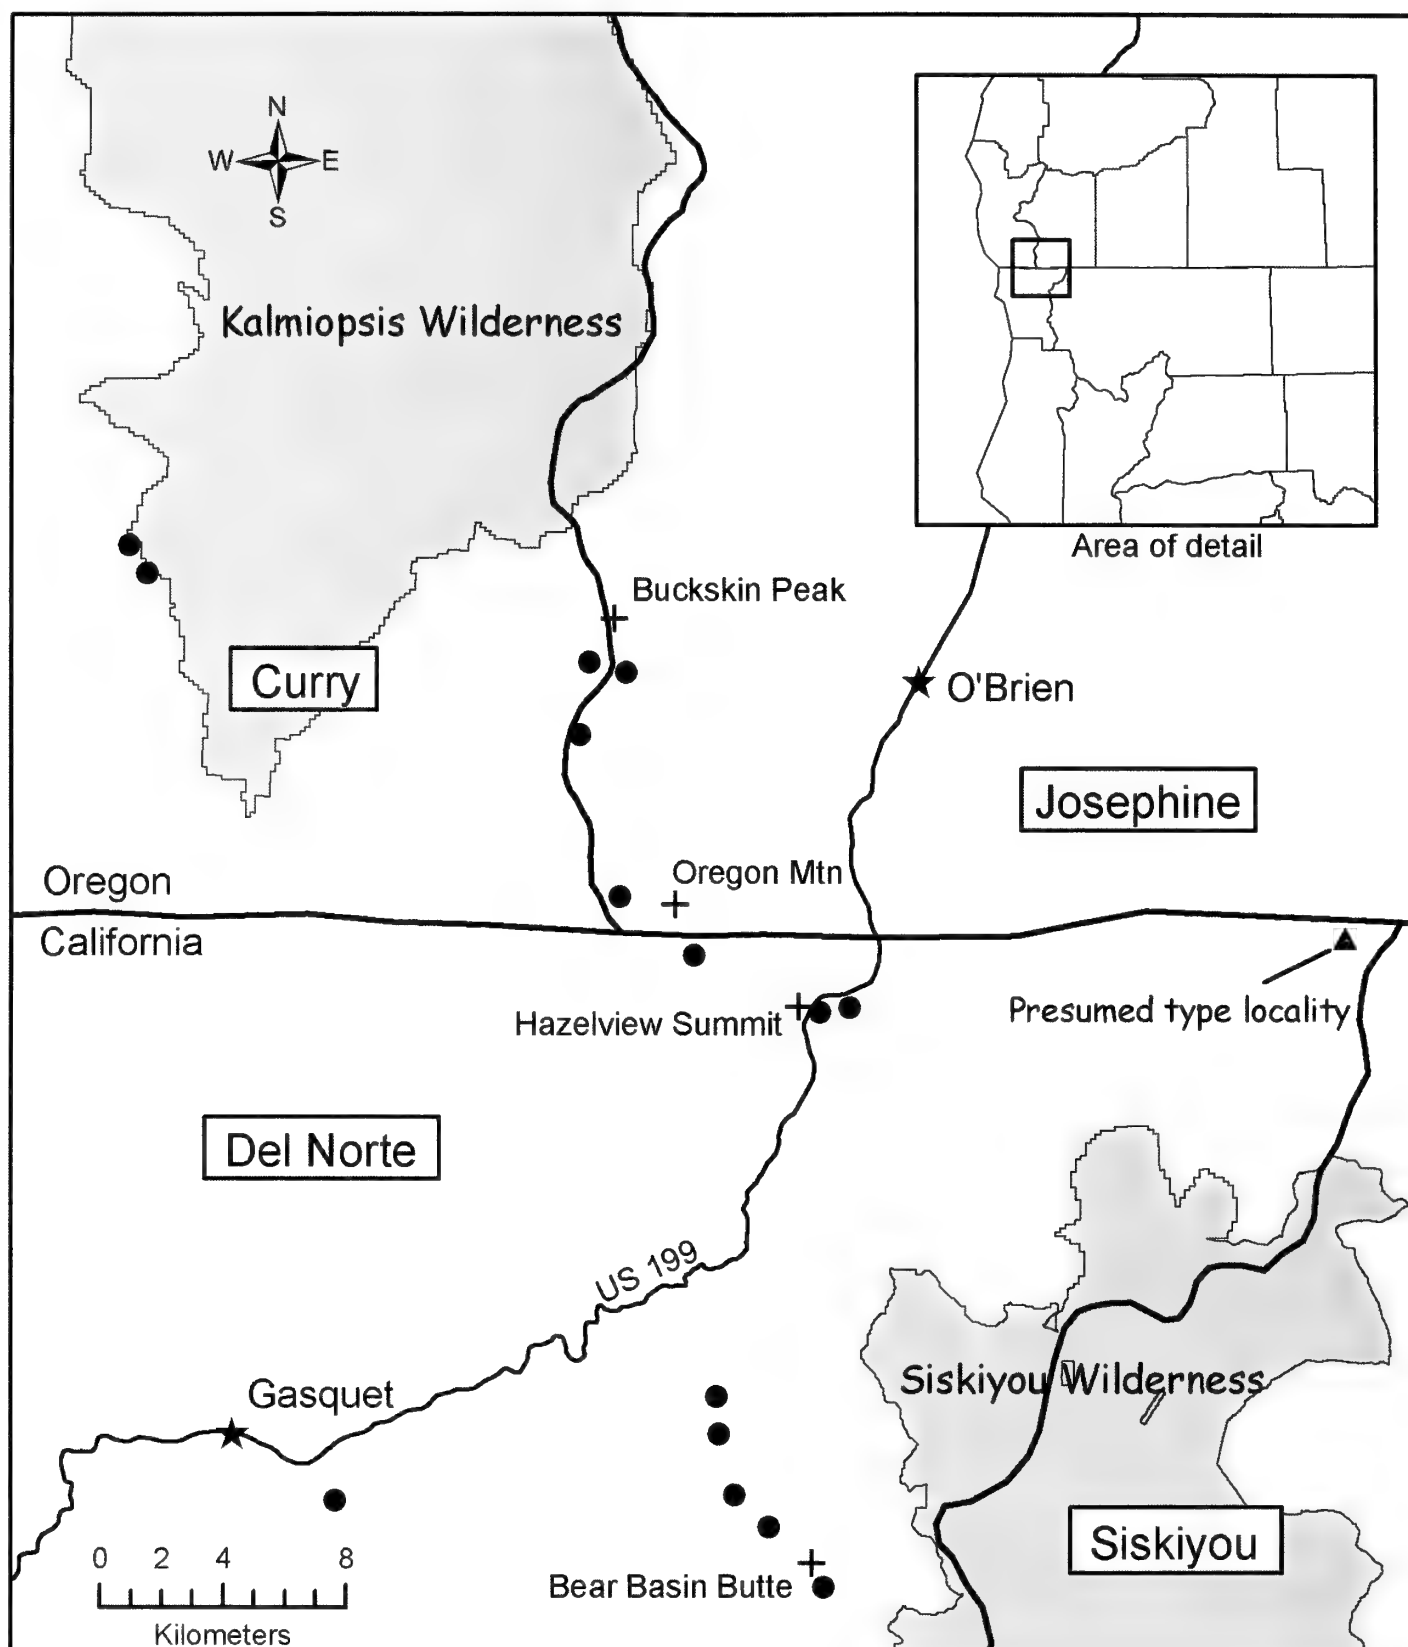 N
W E
S
Kalmiopsis Wilderness
Area of detail
Buckskin Peak
Curry
O'Brien
Josephine
Oregon Mtn
Oregon
California
Presumed type locality
Hazelview Summit
Del Norte
US 199
Siskiyou Wilderness
Gasquet
Siskiyou
0 2 4 8
Bear Basin Butte
Kilometers